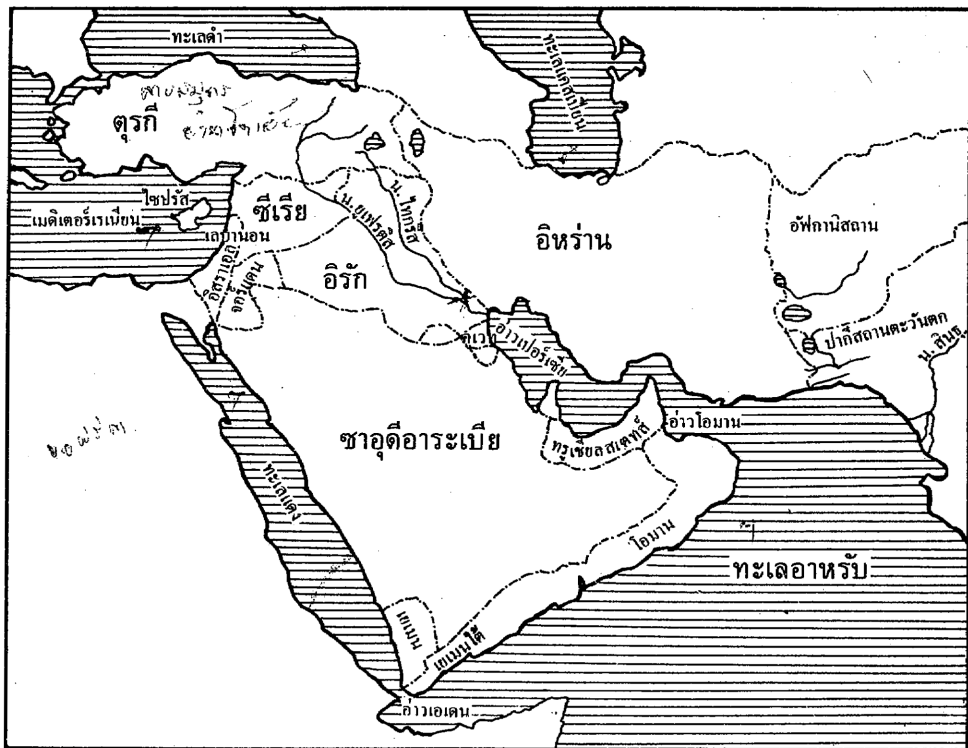 ทะเลดำ
ทะเลแคสเปียน
ตุรกี
น. ไทกรีส
น. ยูเฟรติส
ไซปรัส
ซีเรีย
เมดิเตอร์เรเนียน
เลบานอน
อิหร่าน
อัฟกานิสถาน
อิสราเอล
จอร์แดน
อิรัก
คูเวต
อ่าวเปอร์เซีย
ปากีสถานตะวันตก
น. สินธุ
ซาอุดีอาระเบีย
ทรูเชียลสเตทส์
อ่าวโอมาน
ทะเลแดง
โอมาน
ทะเลอาหรับ
เยเมน
เยเมนใต้
อ่าวเอเดน